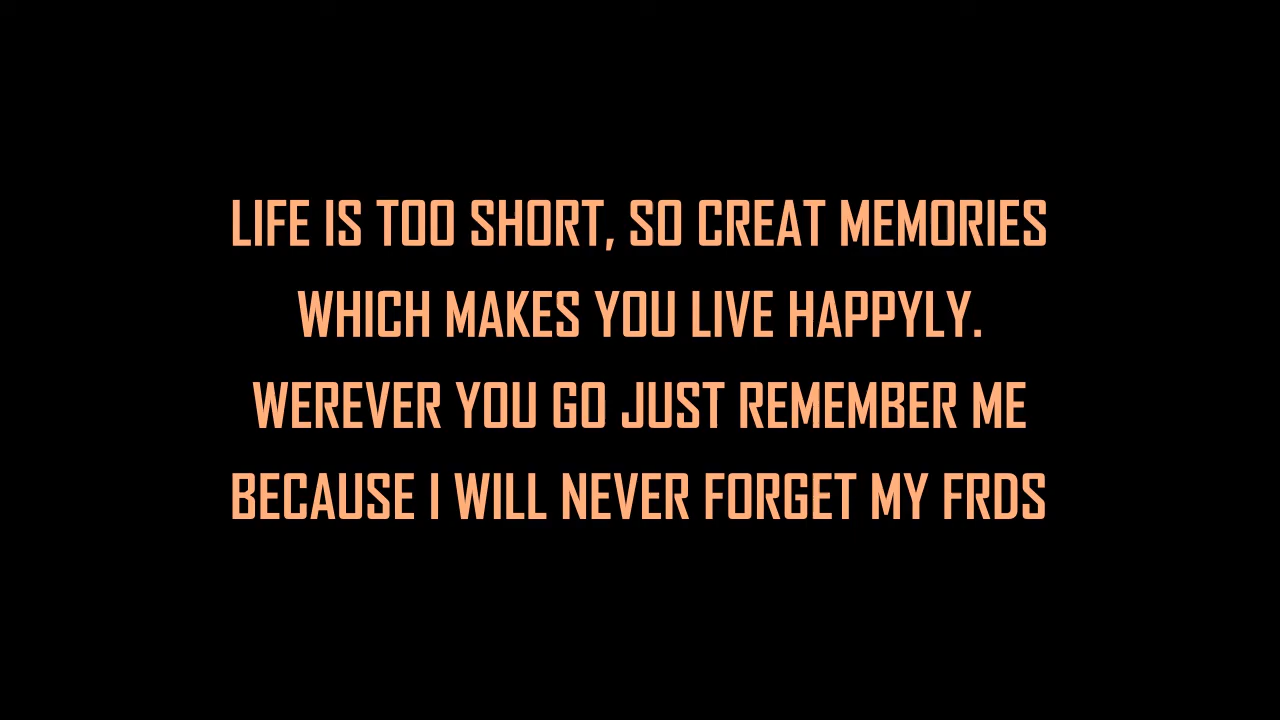 LIFE IS TOO SHORT, SO CREAT MEMORIES
WHICH MAKES YOU LIVE HAPPYLY.
WEREVER YOU GO JUST REMEMBER ME
BECAUSE I WILL NEVER FORGET MY FRDS